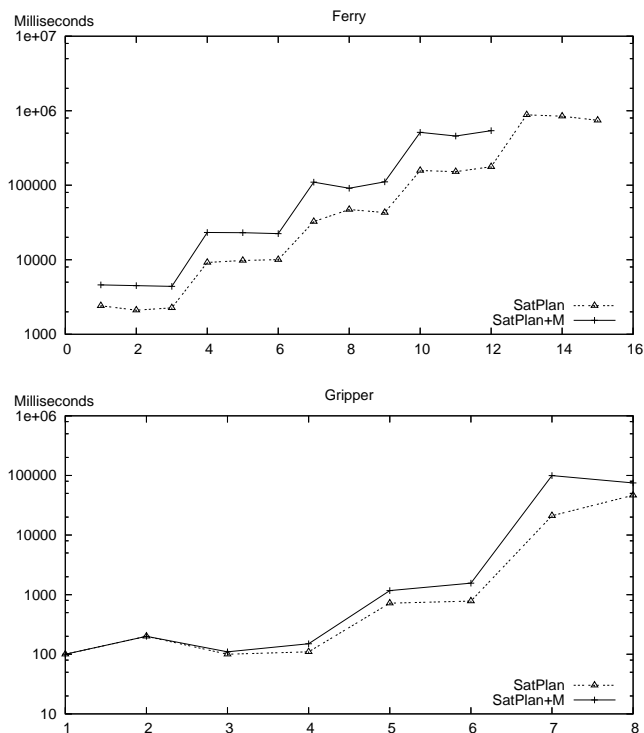 Ferry
Milliseconds
1e+07
1e+06
100000
10000
1000
0 2 4 6 8 10 12 14 16
SatPlan
SatPlan+M
Gripper
Milliseconds
1e+06
100000
10000
1000
100
10
1 2 3 4 5 6 7 8
SatPlan
SatPlan+M